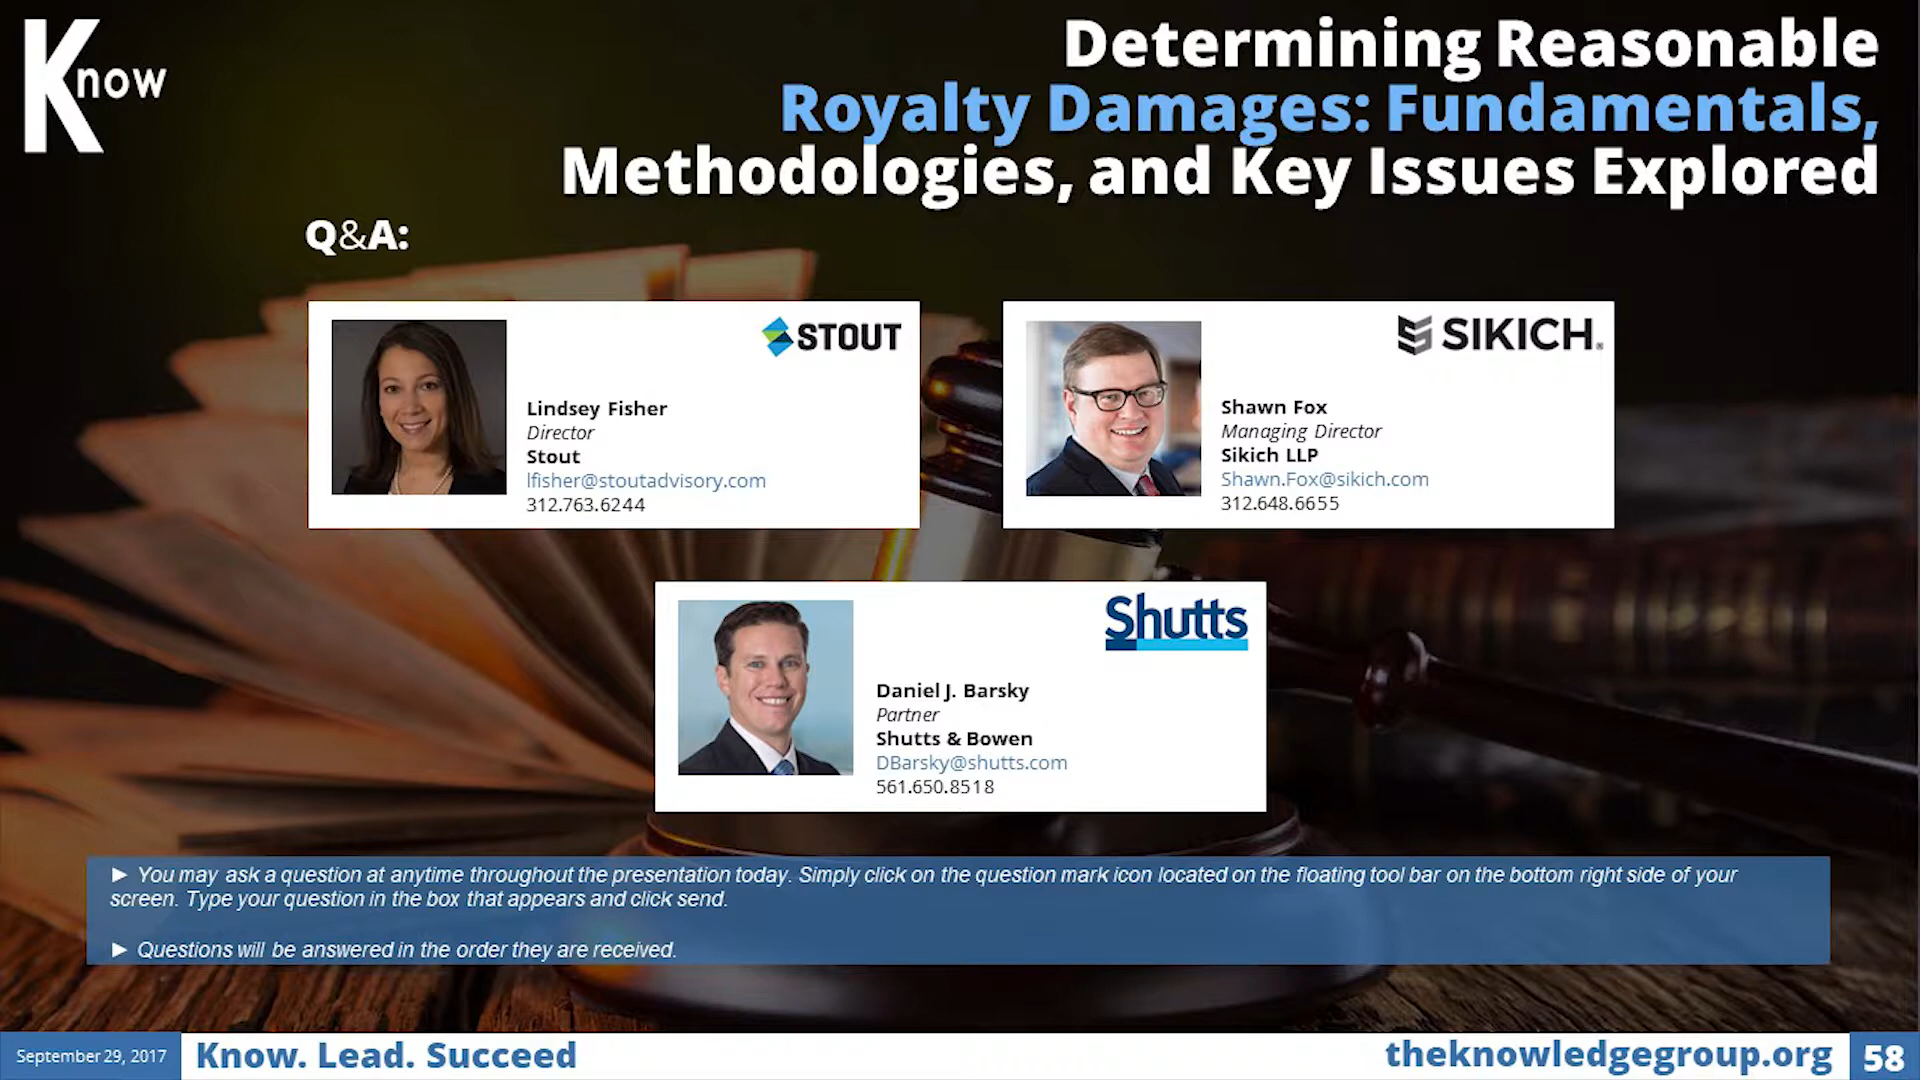 Know
Determining Reasonable
Royalty Damages: Fundamentals,
Methodologies, and Key Issues Explored
Q&A:
STOUT
Lindsey Fisher
Director
Stout
lfisher@stoutadvisory.com
312.763.6244
SIKICH®
Shawn Fox
Managing Director
Sikich LLP
Shawn.Fox@sikich.com
312.648.6655
Shutts
Daniel J. Barsky
Partner
Shutts & Bowen
DBarsky@shutts.com
561.650.8518
► You may ask a question at anytime throughout the presentation today. Simply click on the question mark icon located on the floating tool bar on the bottom right side of your
screen. Type your question in the box that appears and click send.
► Questions will be answered in the order they are received.
September 29, 2017
Know. Lead. Succeed
theknowledgegroup.org
58